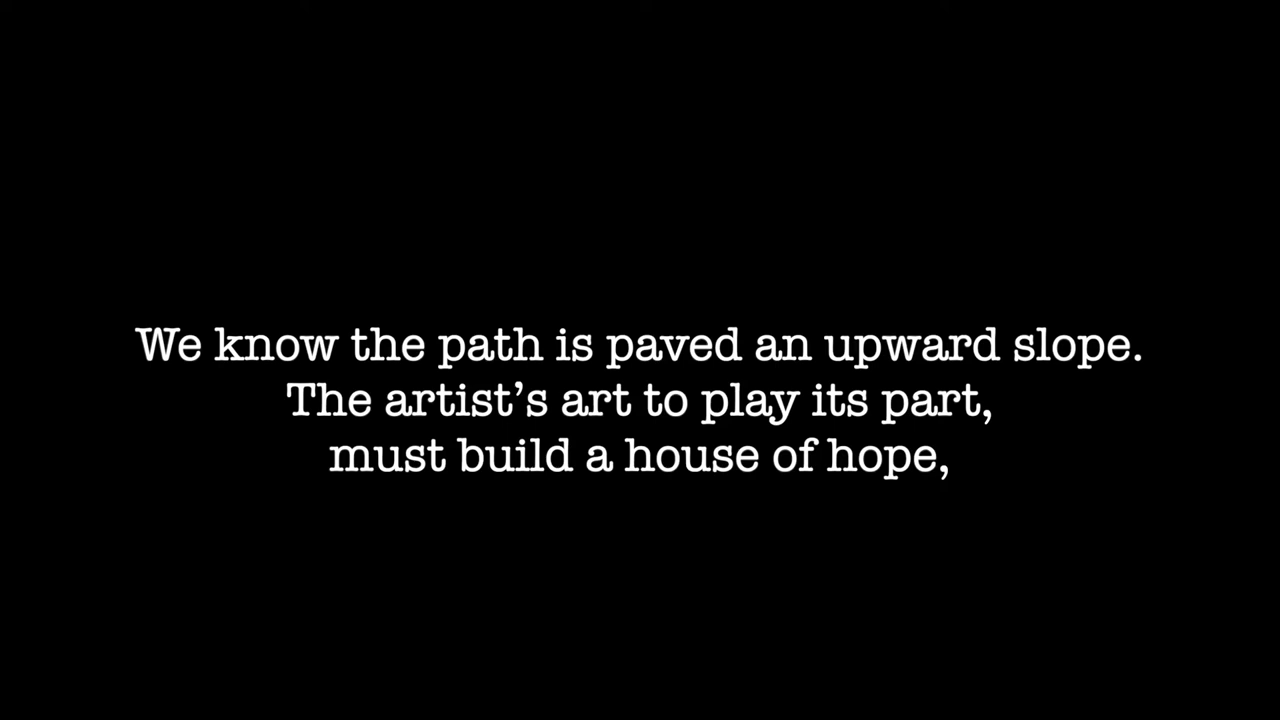 We know the path is paved an upward slope.
The artist’s art to play its part,
must build a house of hope,